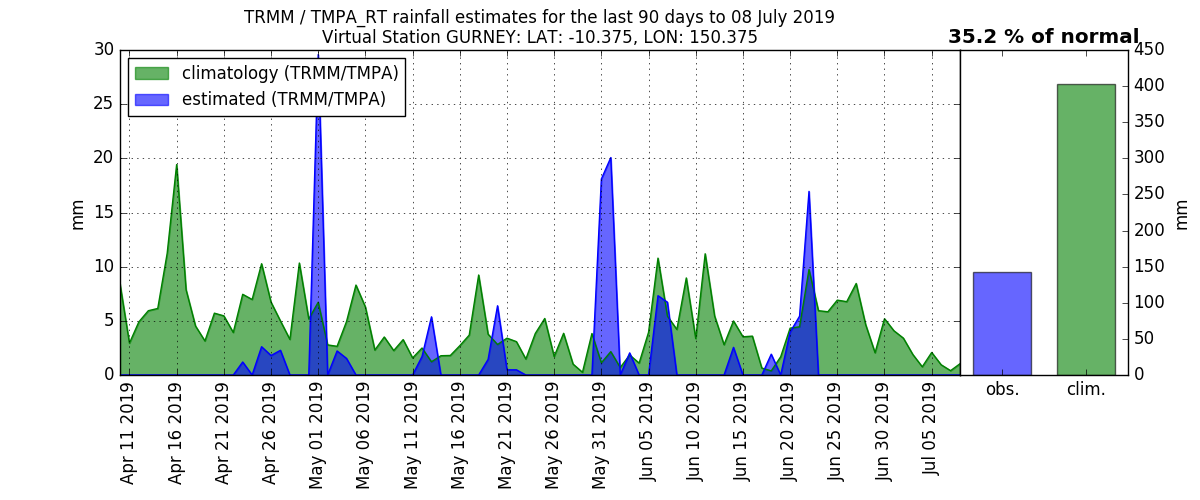 TRMM / TMPA_RT rainfall estimates for the last 90 days to 08 July 2019
Virtual Station GURNEY: LAT: -10.375, LON: 150.375
35.2 % of normal
climatology (TRMM/TMPA)
estimated (TRMM/TMPA)
mm
30
25
20
15
10
5
0
Apr 11 2019
Apr 16 2019
Apr 21 2019
Apr 26 2019
May 01 2019
May 06 2019
May 11 2019
May 16 2019
May 21 2019
May 26 2019
May 31 2019
Jun 05 2019
Jun 10 2019
Jun 15 2019
Jun 20 2019
Jun 25 2019
Jun 30 2019
Jul 05 2019
obs.
clim.
450
400
350
300
250
200
150
100
50
0
mm